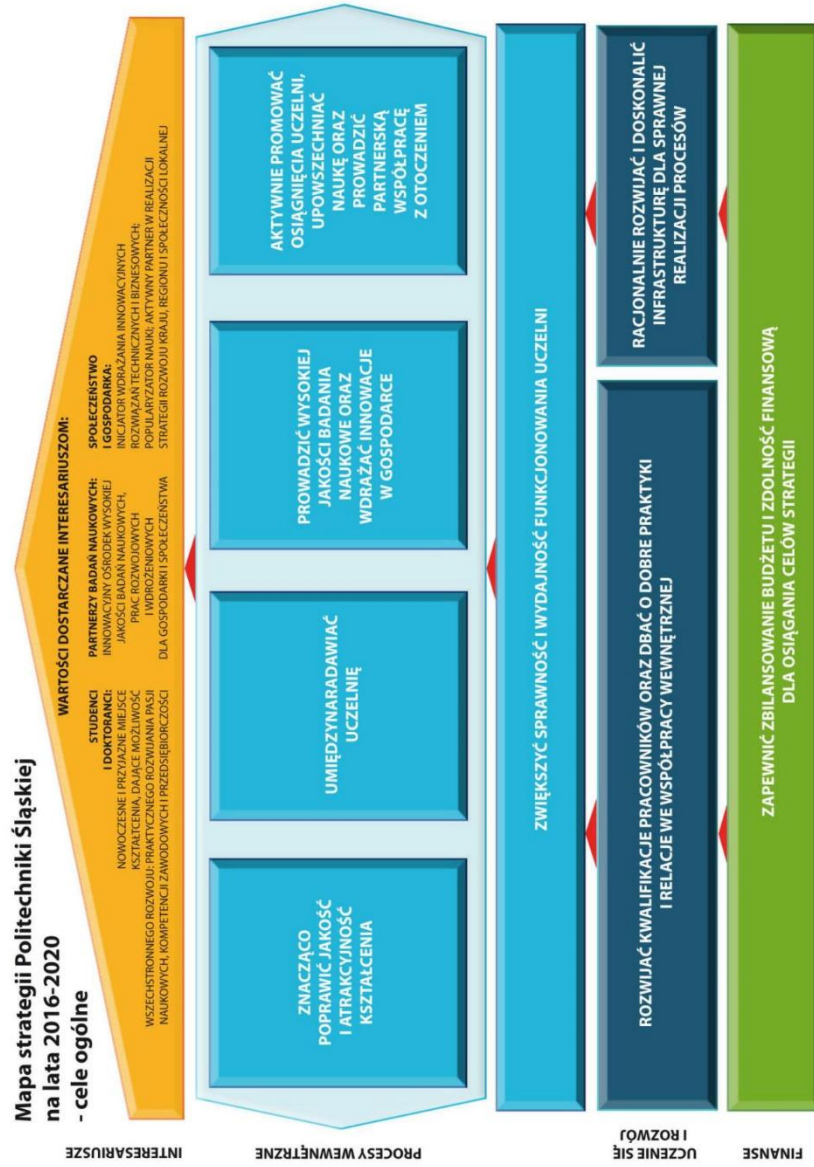 Mapa strategii Politechniki Śląskiej
na lata 2016-2020
- cele ogólne
INTERESARIUSZE
WARTOŚCI DOSTARCZANE INTERESARIUSZOM:
STUDENCI
I DOKTORANCI:
NOWOCZESNE I PRZYJAZNE MIEJSCE
KSZTAŁTCENIA, DAJĄCE MOŻLIWOŚĆ
WSZECHSTRONNEGO ROZWOJU: PRAKTYCZNEGO ROZWIJANIA PASJI
NAUKOWYCH, KOMPETENCJI ZAWODOWYCH I PRZEDSIĘBIORCZOŚCI
PARTNERZY BADAŃ NAUKOWYCH:
INNOWACYJNY OŚRODEK WYSOKIEJ
JAKOŚCI BADAŃ NAUKOWYCH,
PRAC ROZWOJOWYCH
I WDROŻENIOWYCH
DLA GOSPODARKI I SPOŁECZEŃSTWA
SPOŁECZEŃSTWO
I GOSPODARKA:
INICJATOR WDRAŻANIA INNOWACYJNYCH
ROZWIĄZAŃ TECHNICZNYCH I BIZNESOWYCH;
POPULARYZATOR NAUKI; AKTYWNY PARTNER W REALIZACJI
STRATEGII ROZWOJU KRAJU, REGIONU I SPOŁECZNOŚCI LOKALNEJ
PROCESY WEWNĘTRZNE
ZNACZĄCO
POPRAWIĆ JAKOŚĆ
I ATRAKCYJNOŚĆ
KSZTAŁCENIA
UMIĘDZYNARADAWIAĆ
UCZELNIĘ
PROWADZIĆ WYSOKIEJ
JAKOŚCI BADANIA
NAUKOWE ORAZ
WDRAŻAĆ INNOWACJE
W GOSPODARCE
AKTYWNIE PROMOWAĆ
OSIĄGNIĘCIA UCZELNI,
UPOWSZECHNIAĆ
NAUKĘ ORAZ
PROWADZIĆ
PARTNERSKĄ
WSPÓŁPRACĘ
Z OTOCZENIEM
ZWIĘKSZYĆ SPRAWNOŚĆ I WYDAJNOŚĆ FUNKCJONOWANIA UCZELNI
UCZENIE SIĘ
I ROZWÓJ
ROZWIJAĆ KWALIFIKACJE PRACOWNIKÓW ORAZ DBAĆ O DOBRE PRAKTYKI
I RELACJE WE WSPÓŁPRACY WEWNĘTRZNEJ
RACJONALNIE ROZWIJAĆ I DOSKONALIĆ
INFRASTRUKTURĘ DLA SPRAWNEJ
REALIZACJI PROCESÓW
FINANSE
ZAPEWNIĆ ZBILANSOWANIE BUDŻETU I ZDOLNOŚĆ FINANSOWĄ
DLA OSIĄGANIA CELÓW STRATEGII